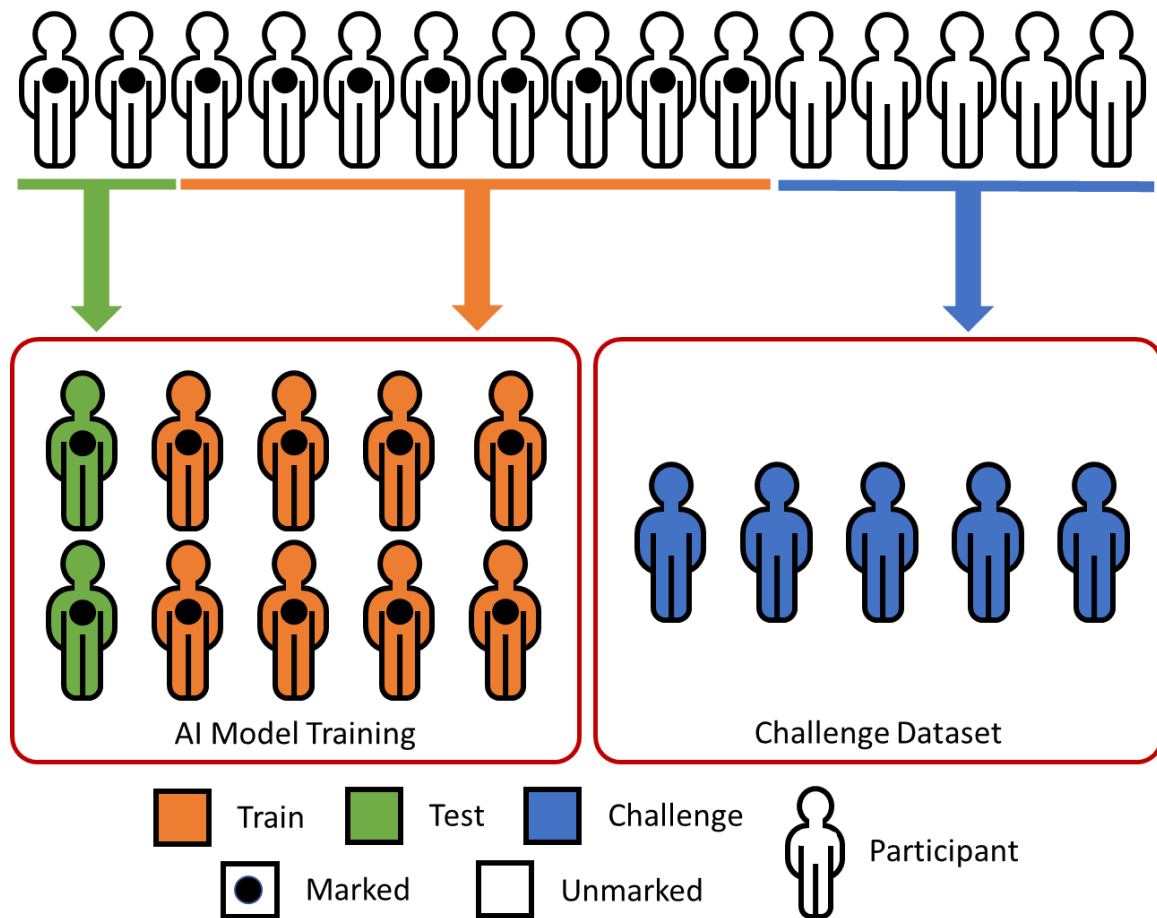 AI Model Training
Challenge Dataset
Train
Test
Challenge
Participant
Marked
Unmarked